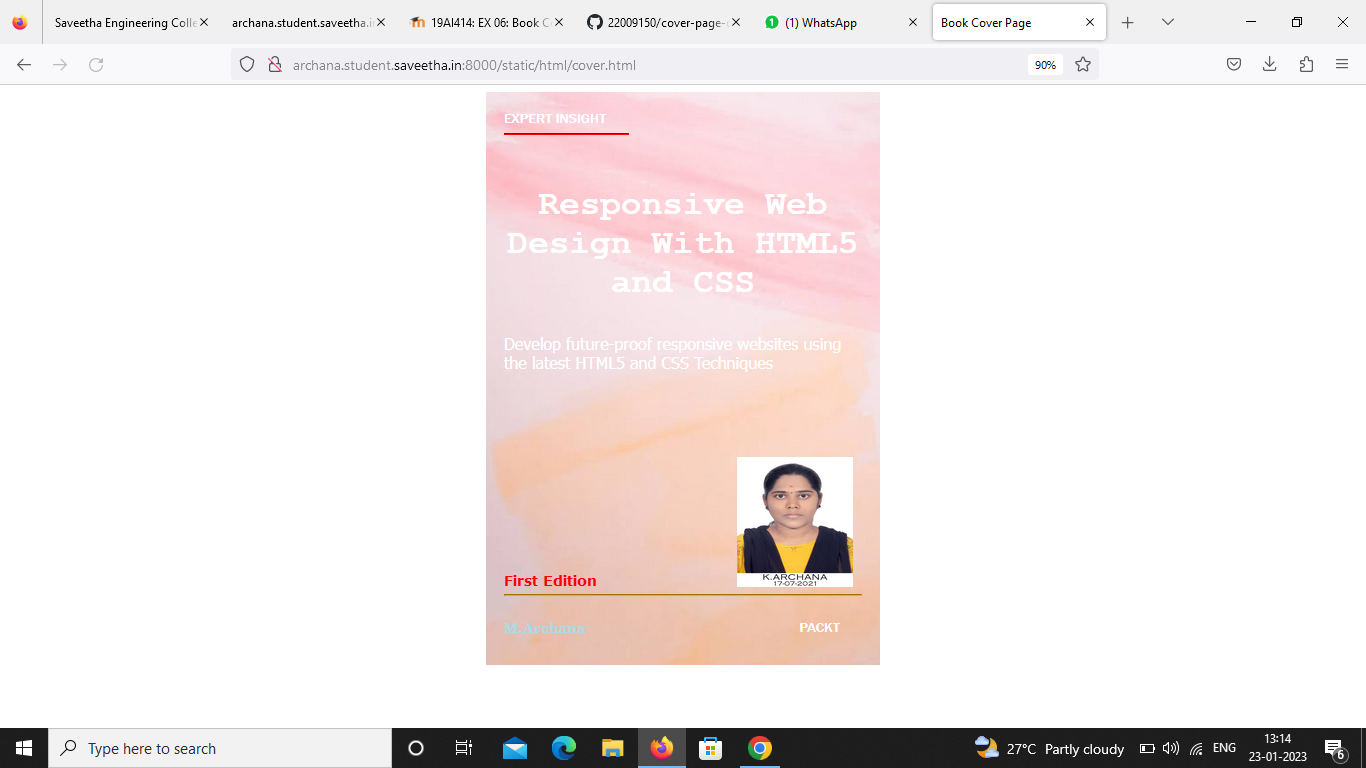 Saveetha Engineering Colle
archana.student.saveetha.i
19AI414: EX 06: Book C
22009150/cover-page-
(1) WhatsApp
Book Cover Page
archana.student.saveetha.in:8000/static/html/cover.html
90%
EXPERT INSIGHT
Responsive Web
Design With HTML5
and CSS
Develop future-proof responsive websites using
the latest HTML5 and CSS Techniques
K.ARCHANA
17-07-2021
First Edition
M.Archana
PACKT
Type here to search
27°C Partly cloudy
ENG
13:14
23-01-2023
6